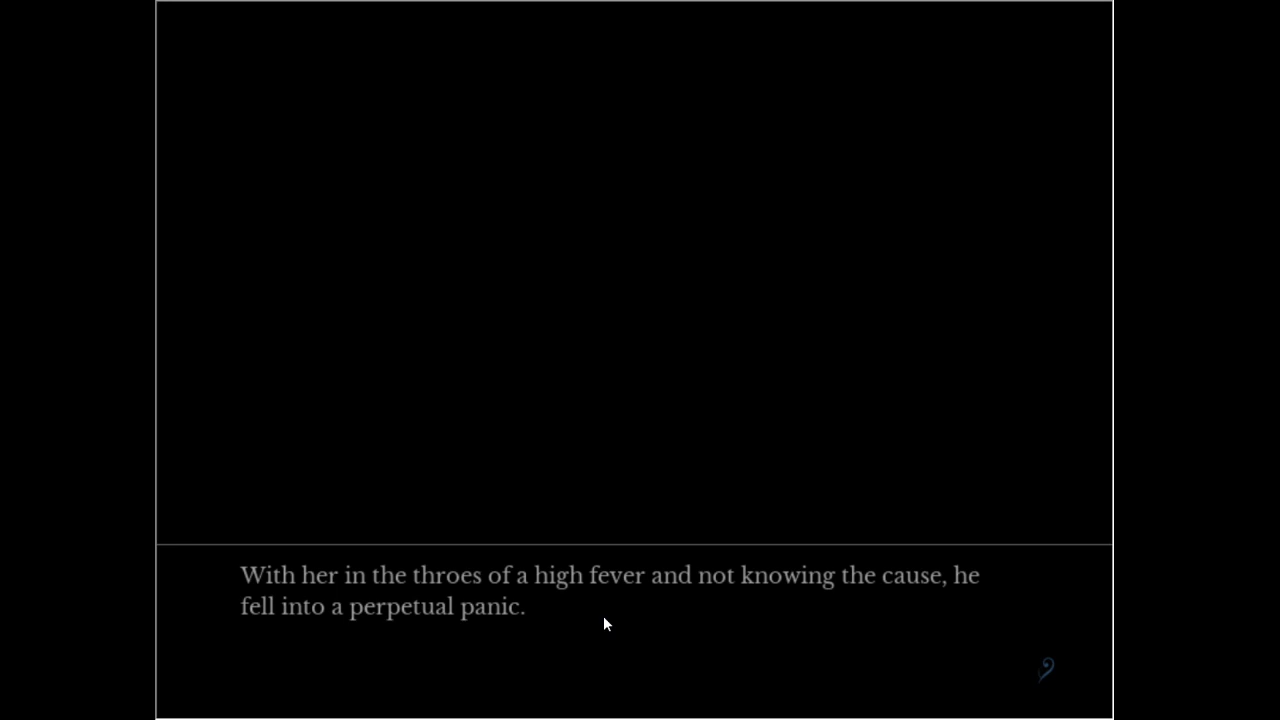 With her in the throes of a high fever and not knowing the cause, he
fell into a perpetual panic.